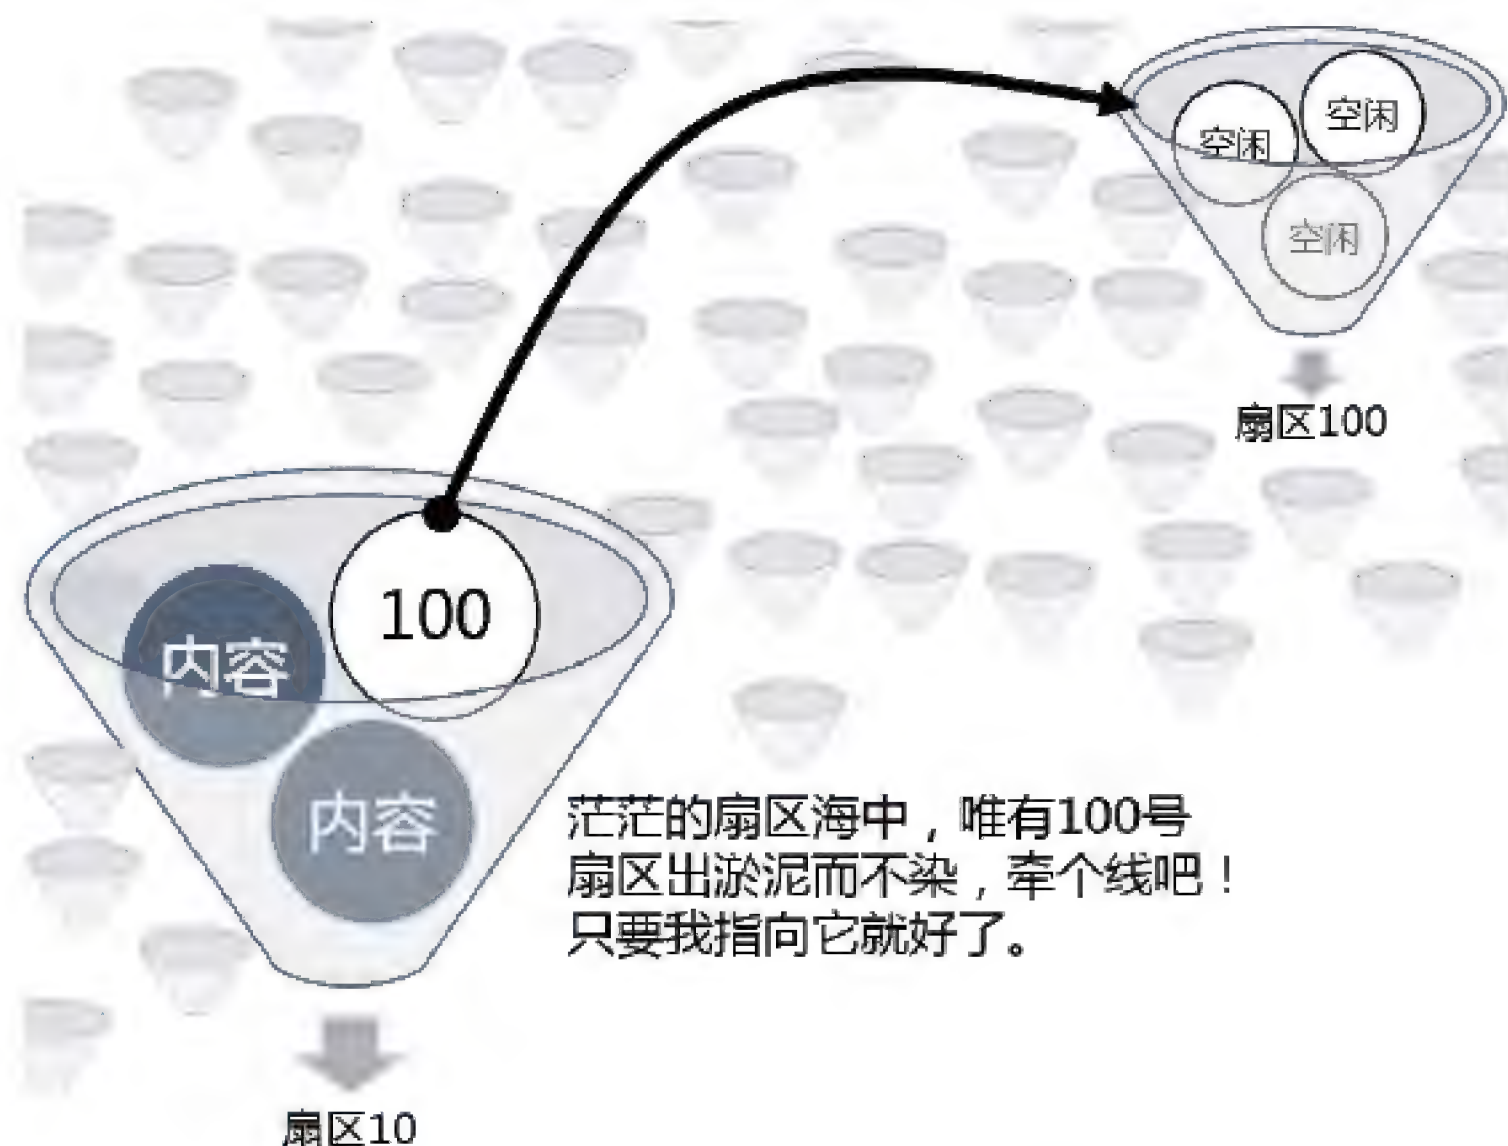 空闲
空闲
空闲
扇区100
100
内容
内容
茫茫的扇区海中，唯有100号
扇区出淤泥而不染，牵个线吧！
只要我指向它就好了。
扇区10